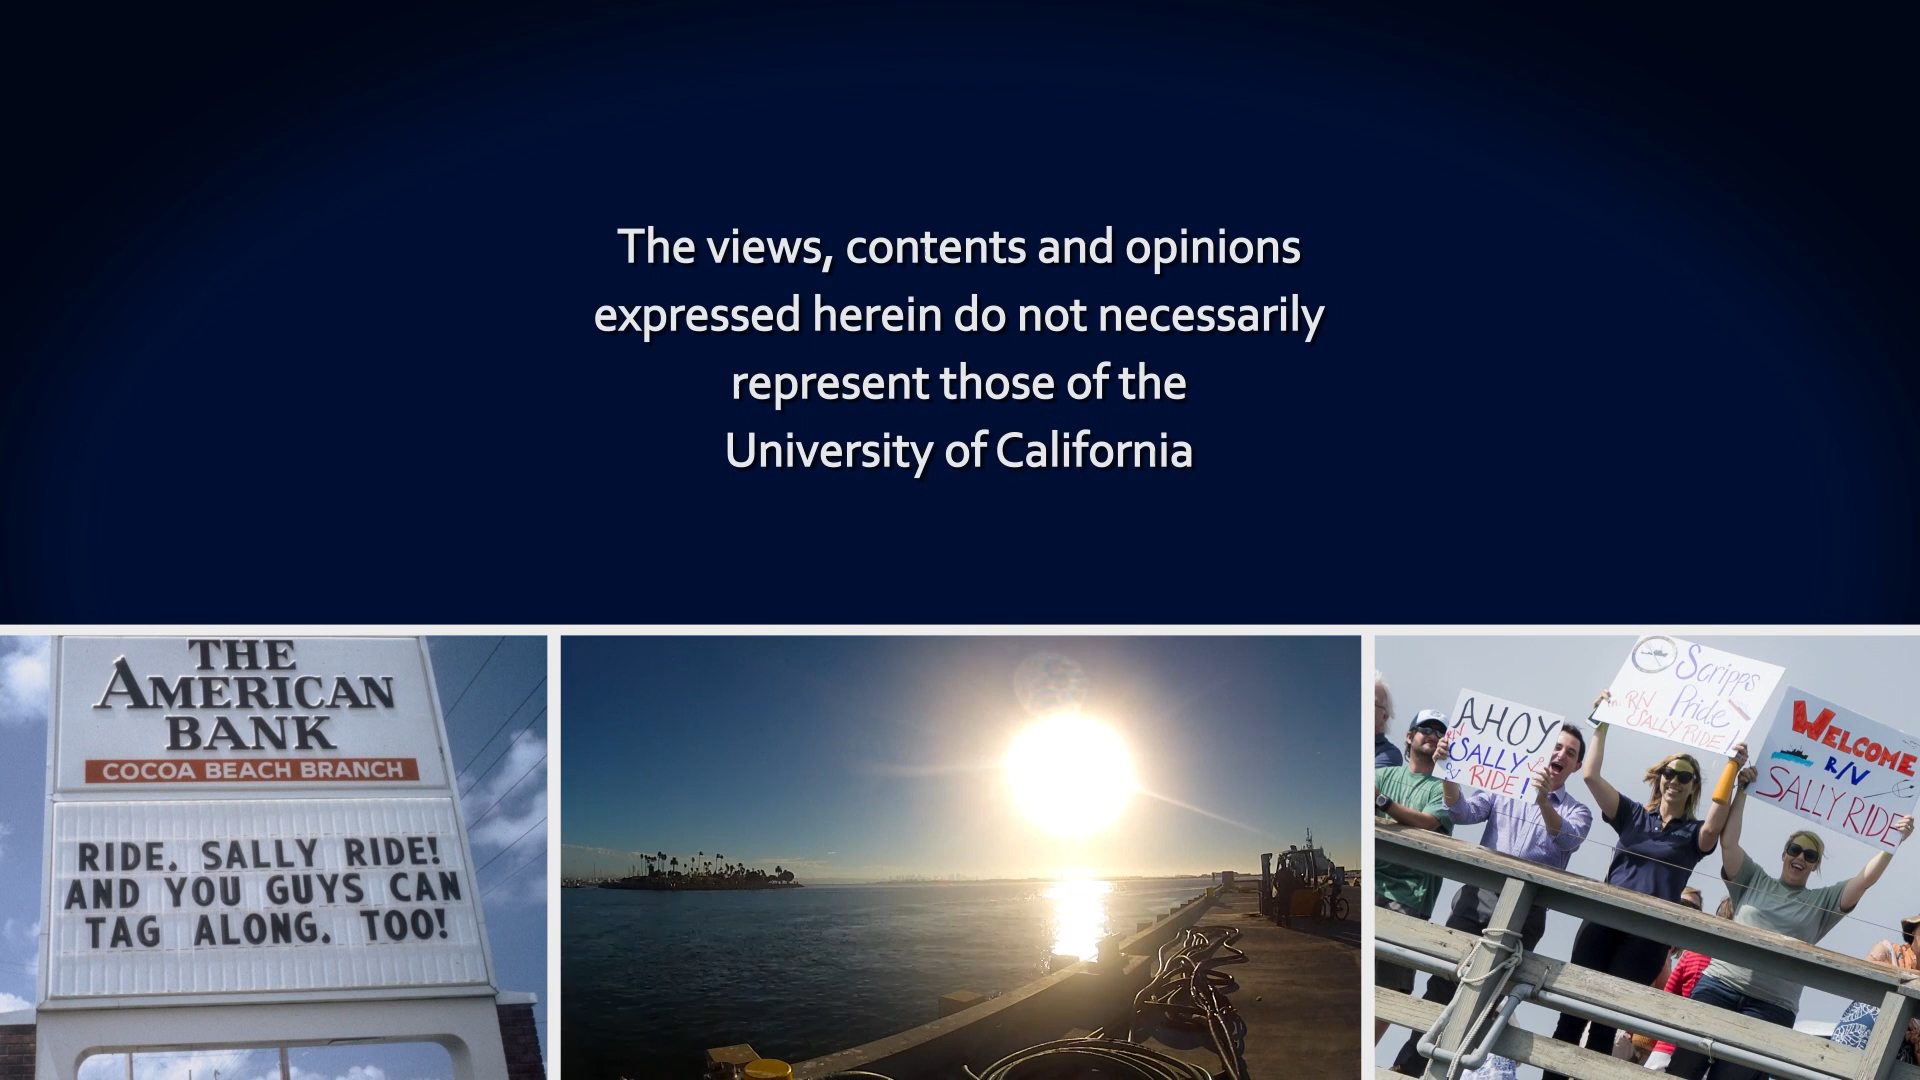 The views, contents and opinions
expressed herein do not necessarily
represent those of the
University of California
THE
AMERICAN
BANK
COCOA BEACH BRANCH
RIDE, SALLY RIDE!
AND YOU GUYS CAN
TAG ALONG, TOO!
AHOY
R/V
SALLY
RIDE!
Scripps
Pride
R/V
SALLY RIDE!
WELCOME
R/V
SALLY RIDE